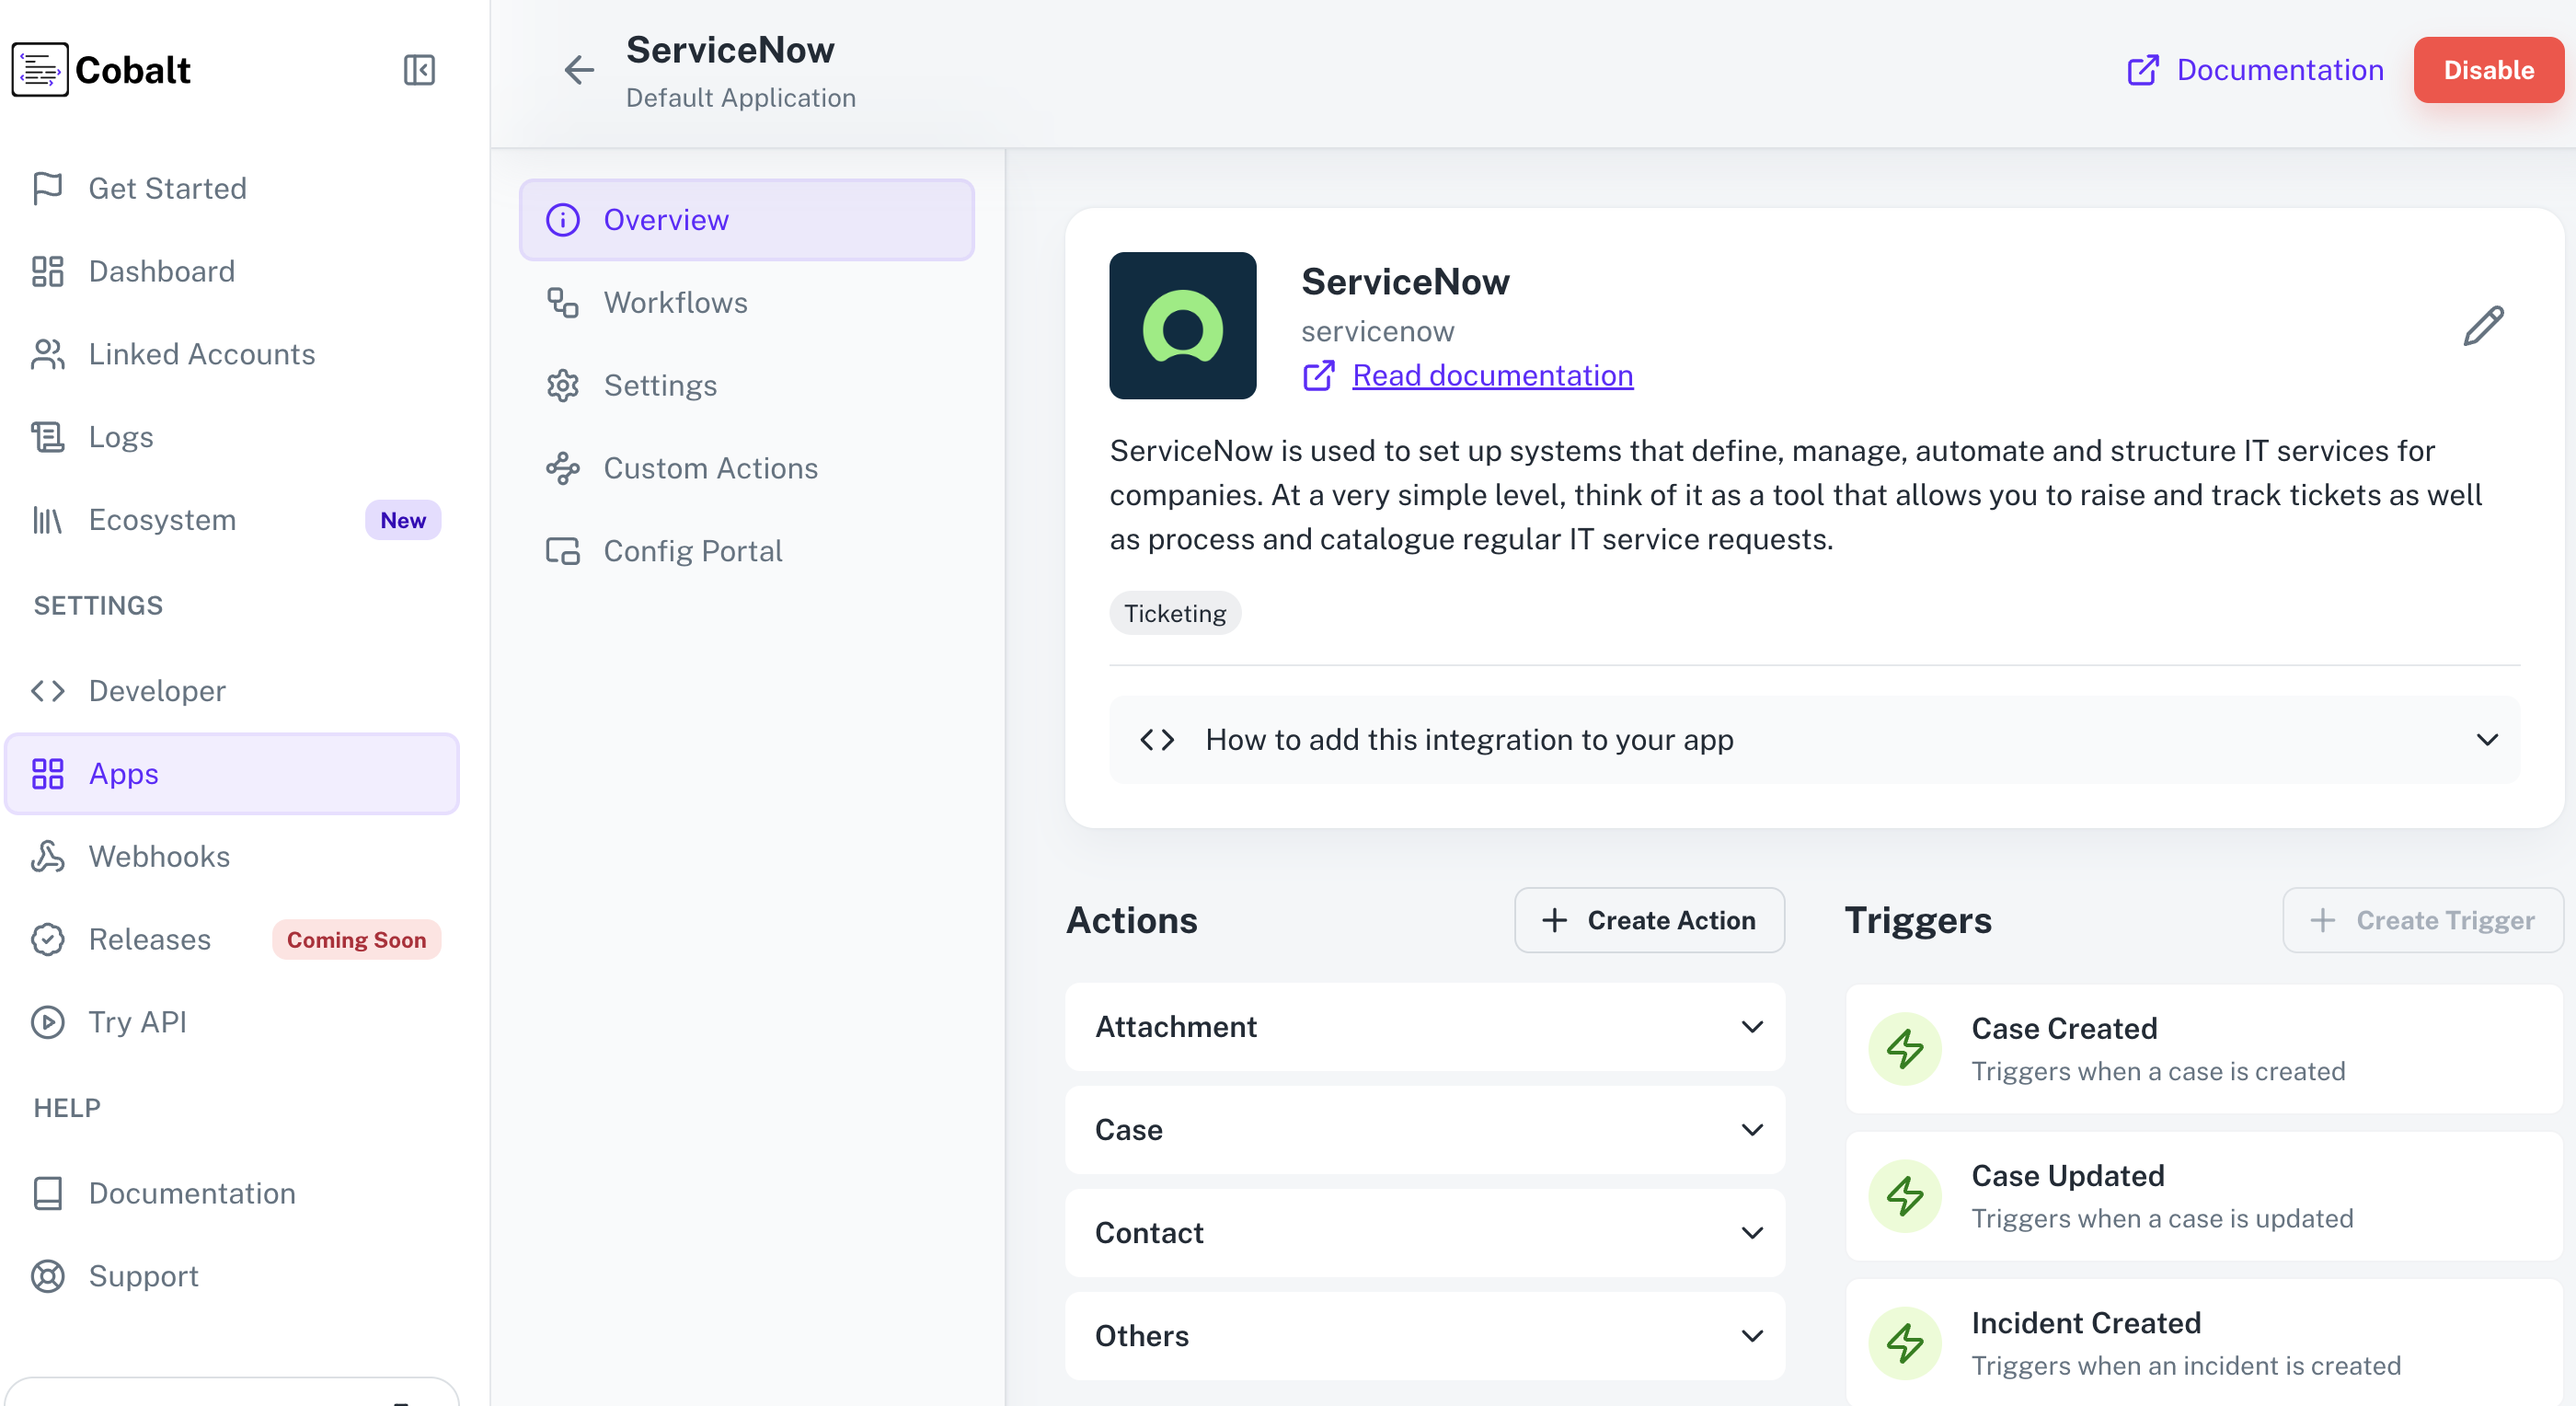 Cobalt
Get Started
Dashboard
Linked Accounts
Logs
Ecosystem New
SETTINGS
Developer
Apps
Webhooks
Releases Coming Soon
Try API
HELP
Documentation
Support
ServiceNow
Default Application
Documentation
Disable
Overview
Workflows
Settings
Custom Actions
Config Portal
ServiceNow
servicenow
Read documentation
ServiceNow is used to set up systems that define, manage, automate and structure IT services for
companies. At a very simple level, think of it as a tool that allows you to raise and track tickets as well
as process and catalogue regular IT service requests.
Ticketing
How to add this integration to your app
Actions
Create Action
Attachment
Case
Contact
Others
Triggers
Create Trigger
Case Created
Triggers when a case is created
Case Updated
Triggers when a case is updated
Incident Created
Triggers when an incident is created